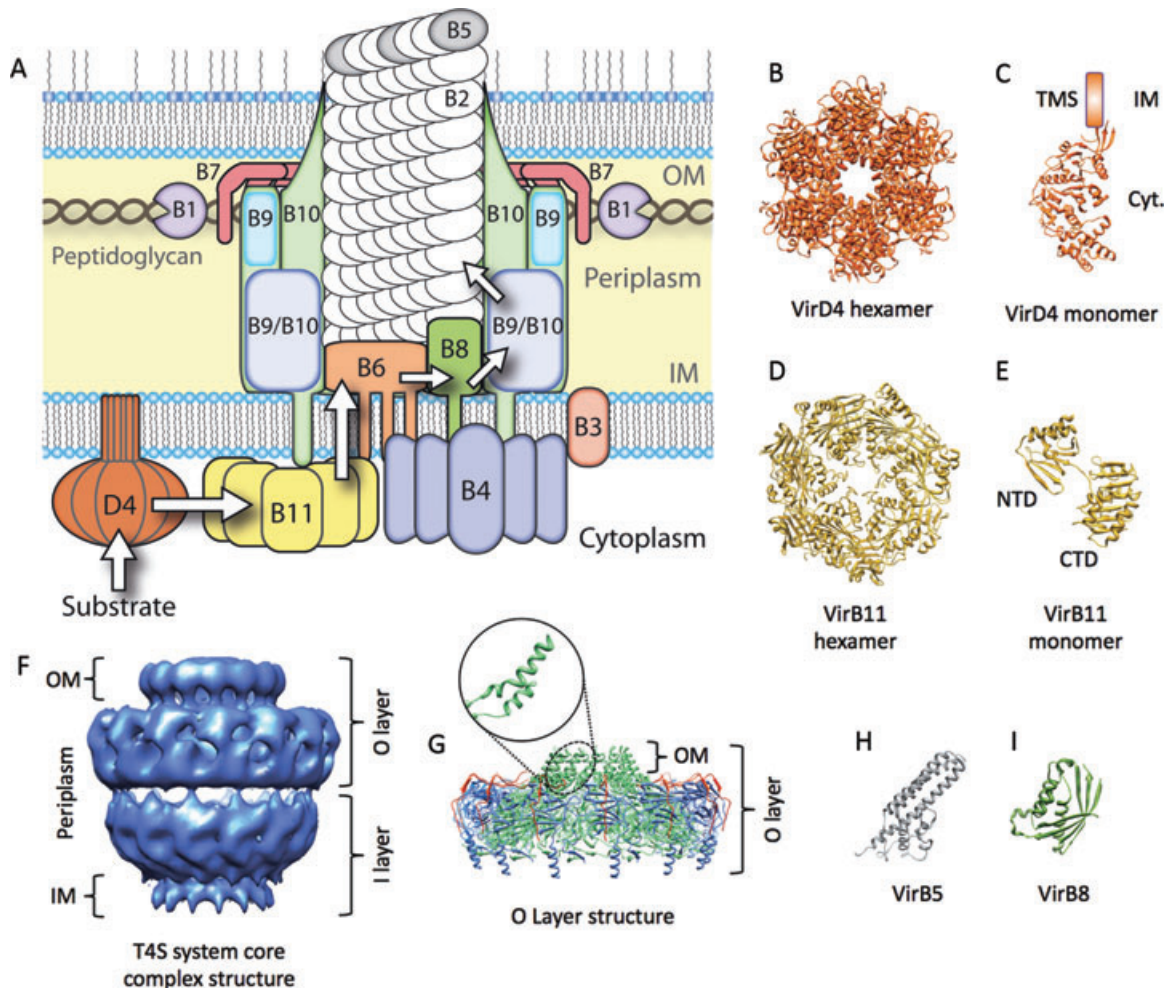 A
B5
B2
B7
B7
OM
B1
B9
B10
B10
B9
B1
Peptidoglycan
Periplasm
B9/B10
B8
B9/B10
B6
IM
B3
D4
B11
B4
Cytoplasm
Substrate
B
VirD4 hexamer
C
TMS
IM
Cyt.
VirD4 monomer
D
VirB11
hexamer
E
NTD
CTD
VirB11
monomer
F
OM
Periplasm
IM
O layer
I layer
T4S system core
complex structure
G
OM
O layer
O Layer structure
H
VirB5
I
VirB8